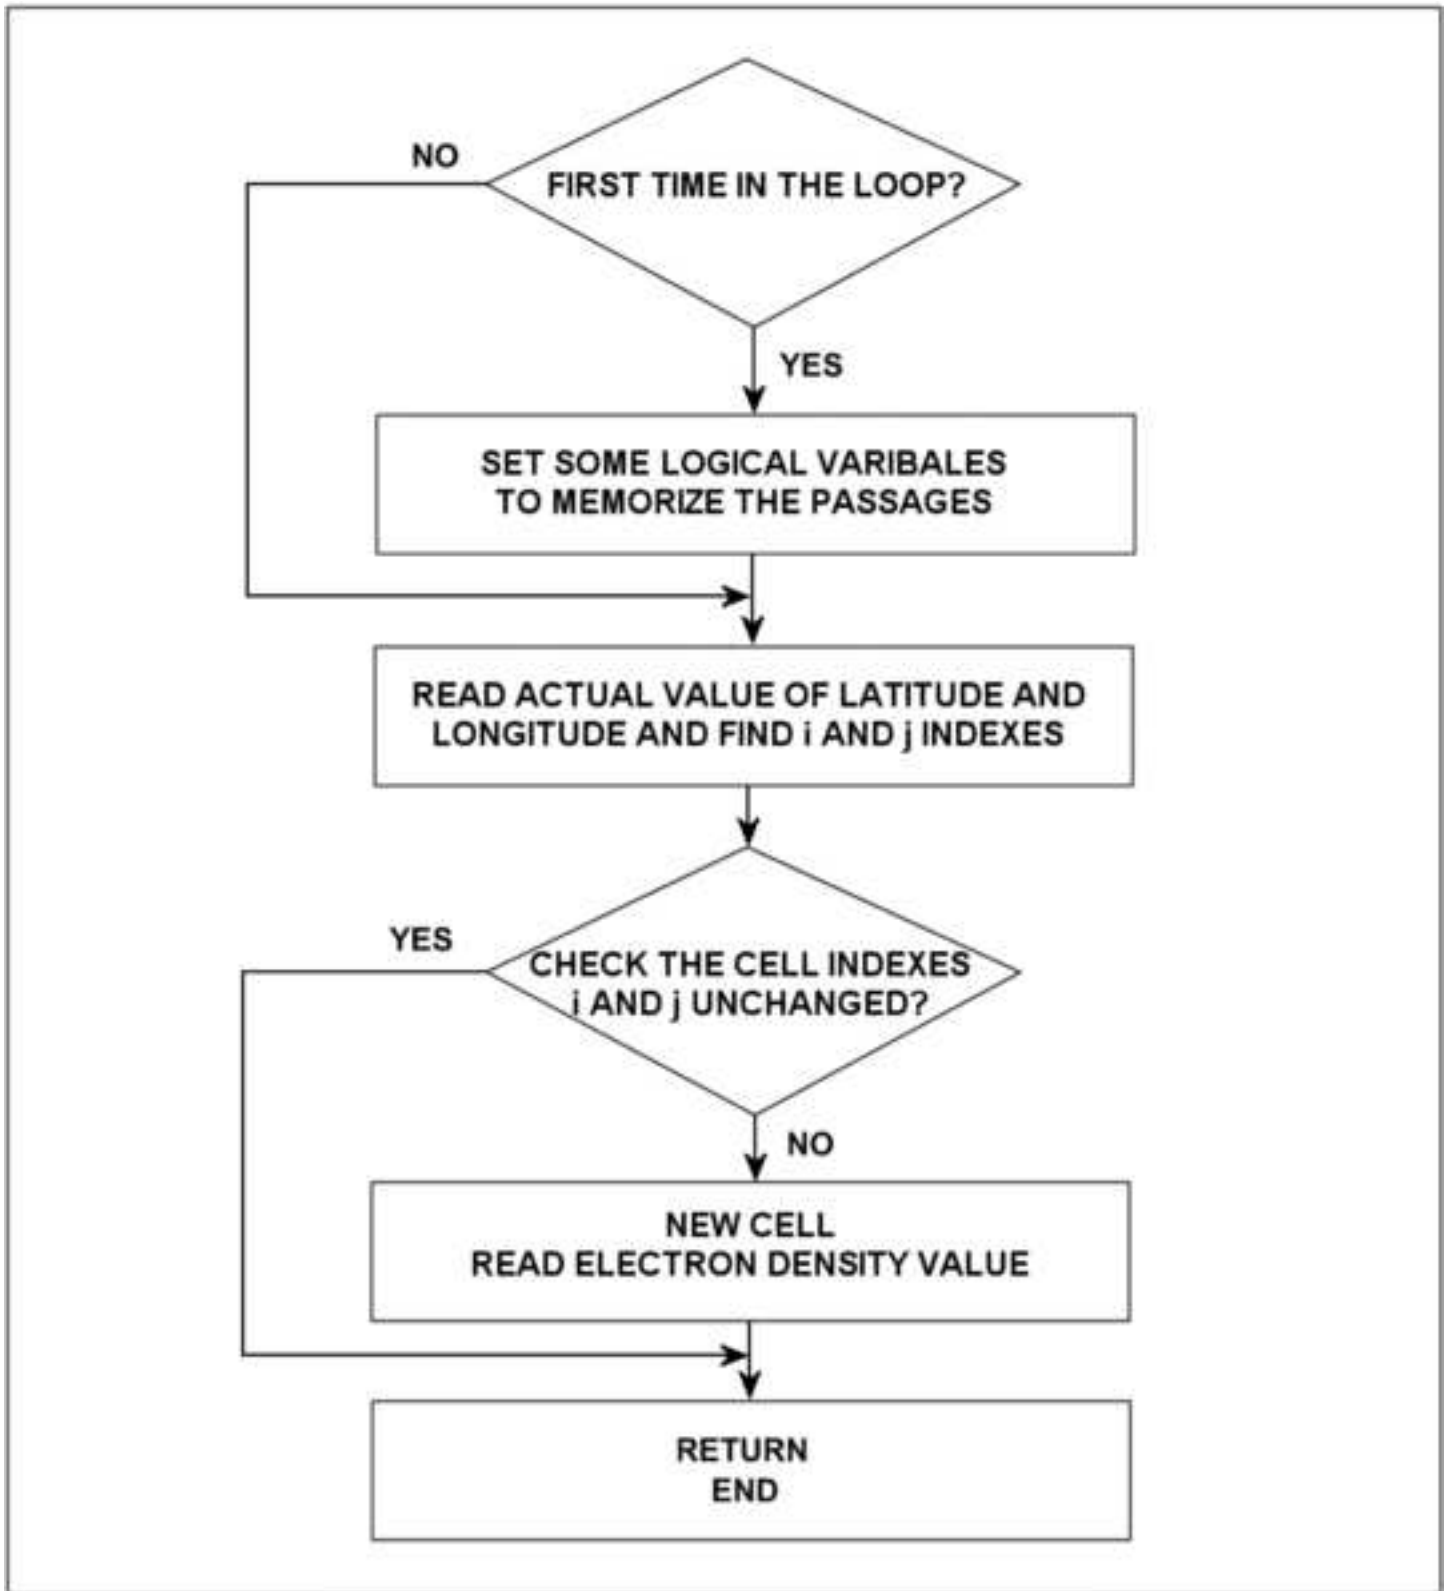 NO
FIRST TIME IN THE LOOP?
YES
SET SOME LOGICAL VARIBALES
TO MEMORIZE THE PASSAGES
READ ACTUAL VALUE OF LATITUDE AND
LONGITUDE AND FIND i AND j INDEXES
YES
CHECK THE CELL INDEXES
i AND j UNCHANGED?
NO
NEW CELL
READ ELECTRON DENSITY VALUE
RETURN
END